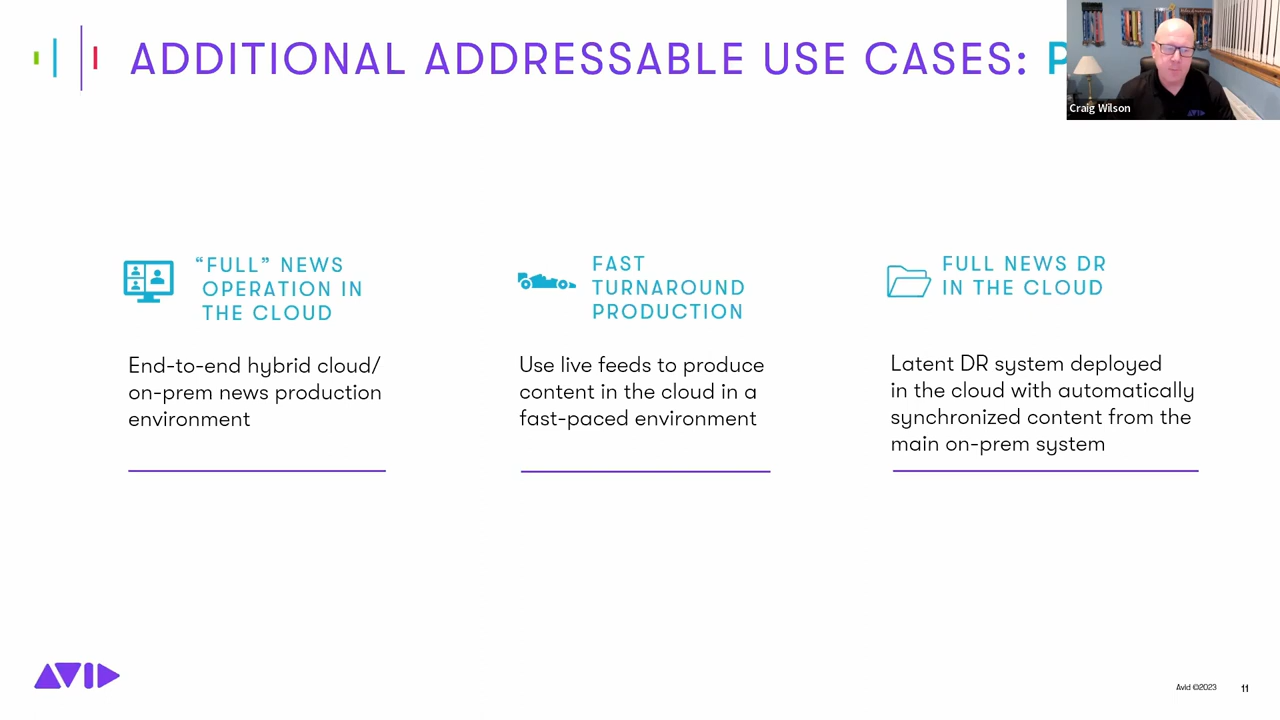 ADDITIONAL ADDRESSABLE USE CASES:
Craig Wilson
AVID
“FULL” NEWS
OPERATION IN
THE CLOUD
End-to-end hybrid cloud/
on-prem news production
environment
FAST
TURNAROUND
PRODUCTION
Use live feeds to produce
content in the cloud in a
fast-paced environment
FULL NEWS DR
IN THE CLOUD
Latent DR system deployed
in the cloud with automatically
synchronized content from the
main on-prem system
AVID
Avid ©2023
11